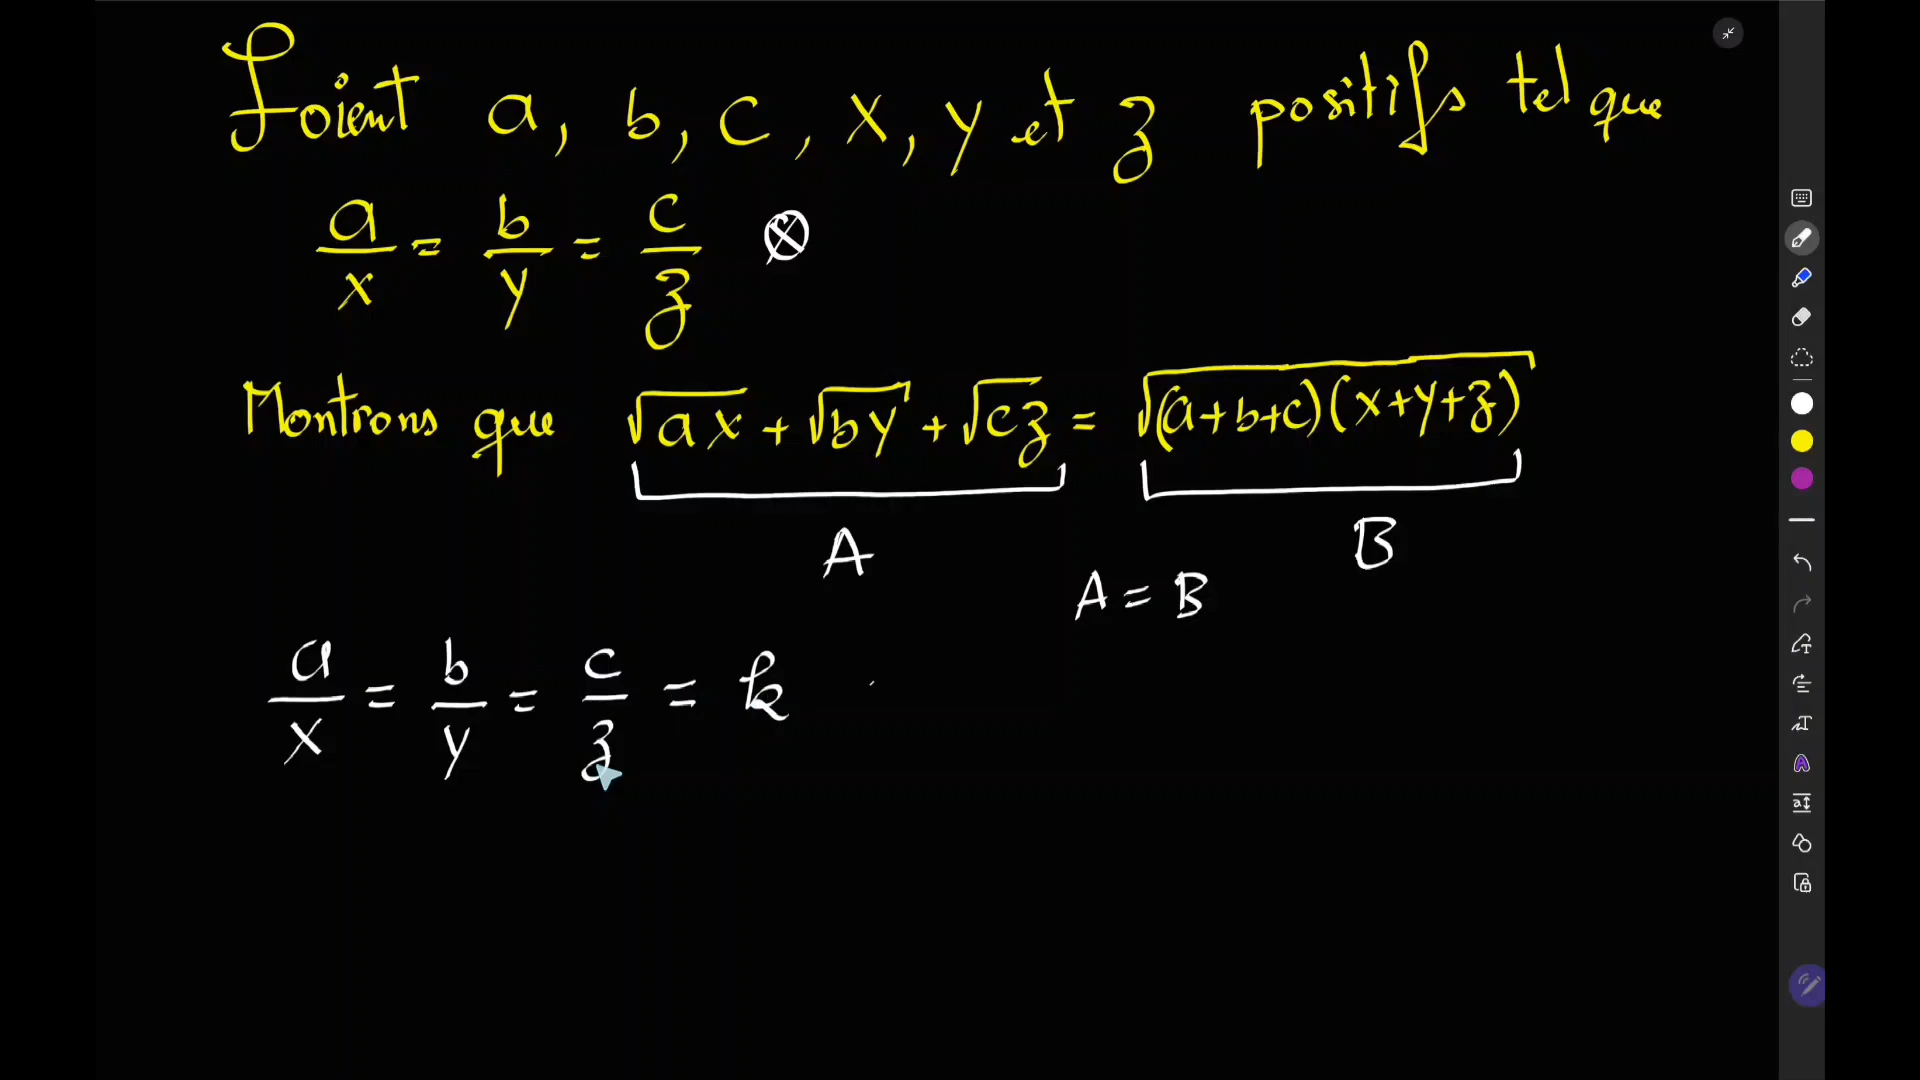 Soient a, b, c, x, y et z positifs tel que
a/x = b/y = c/z ⊗
Montrons que √ax + √by + √cz = √(a+b+c)(x+y+z)
A B
A = B
a/x = b/y = c/z = k